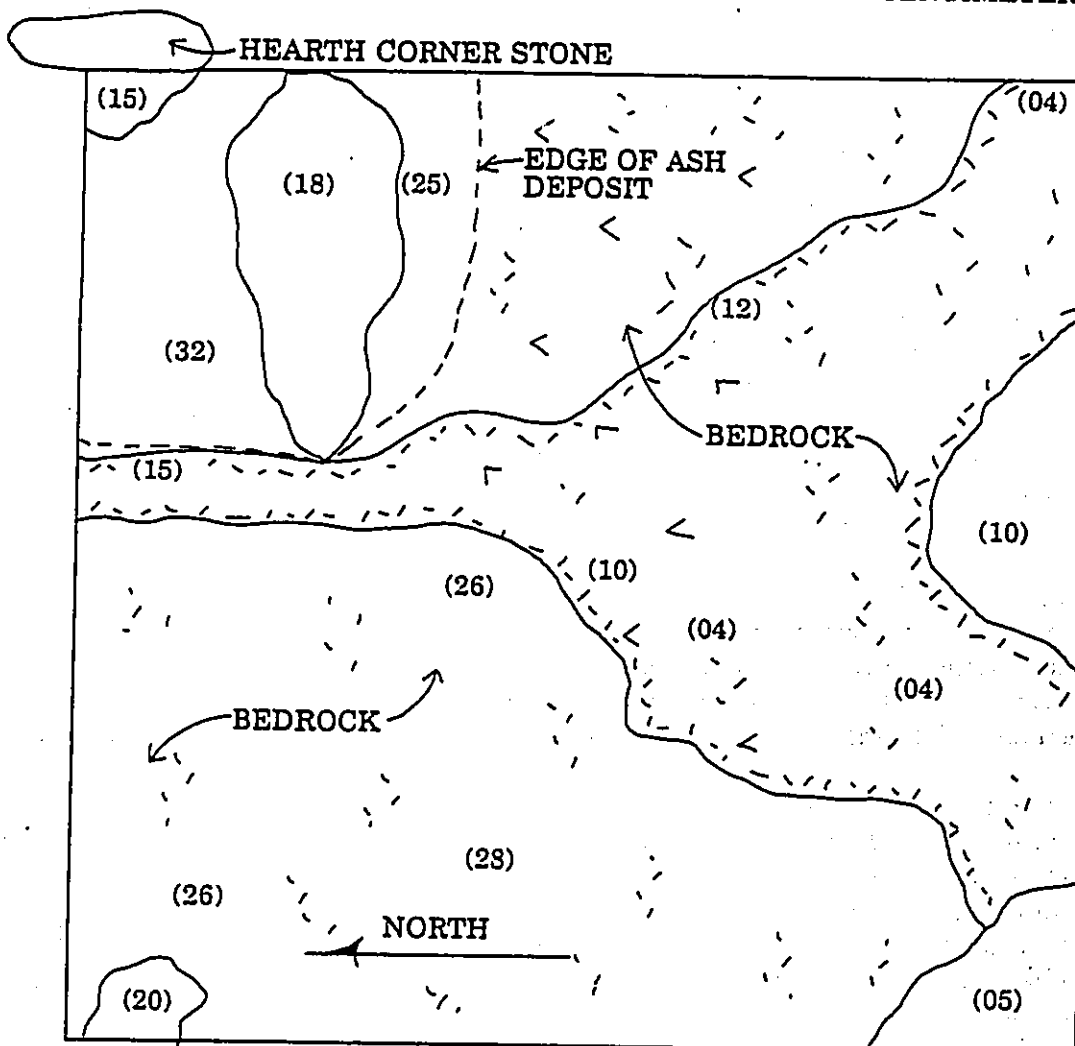 HEARTH CORNER STONE
(15)
(04)
EDGE OF ASH
DEPOSIT
(18)
(25)
(12)
(32)
BEDROCK
(15)
(10)
(10)
(26)
(04)
(04)
BEDROCK
(28)
(26)
NORTH
(20)
(05)